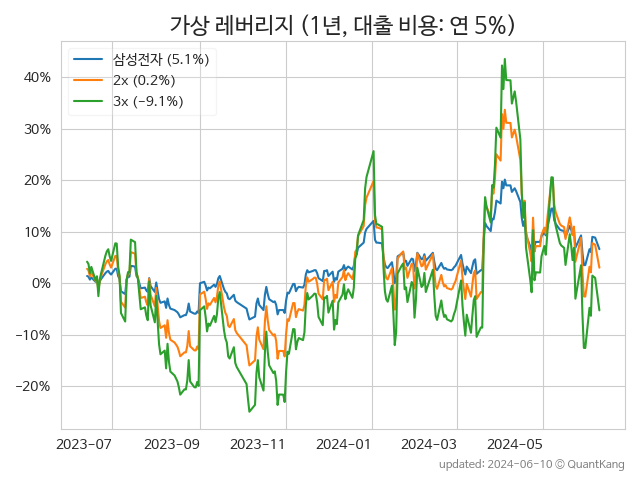 가상 레버리지 (1년, 대출 비용: 연 5%)
삼성전자 (5.1%)
2x (0.2%)
3x (−9.1%)
40%
30%
20%
10%
0%
−10%
−20%
2023-07
2023-09
2023-11
2024-01
2024-03
2024-05
updated: 2024-06-10 © QuantKang